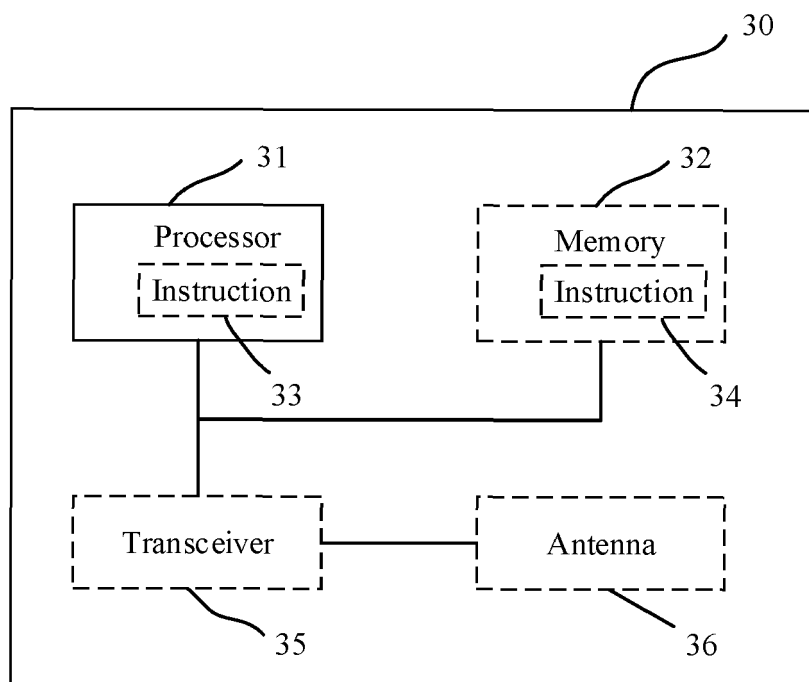 30
31
32
Processor
Memory
Instruction
Instruction
33
34
Transceiver
Antenna
35
36